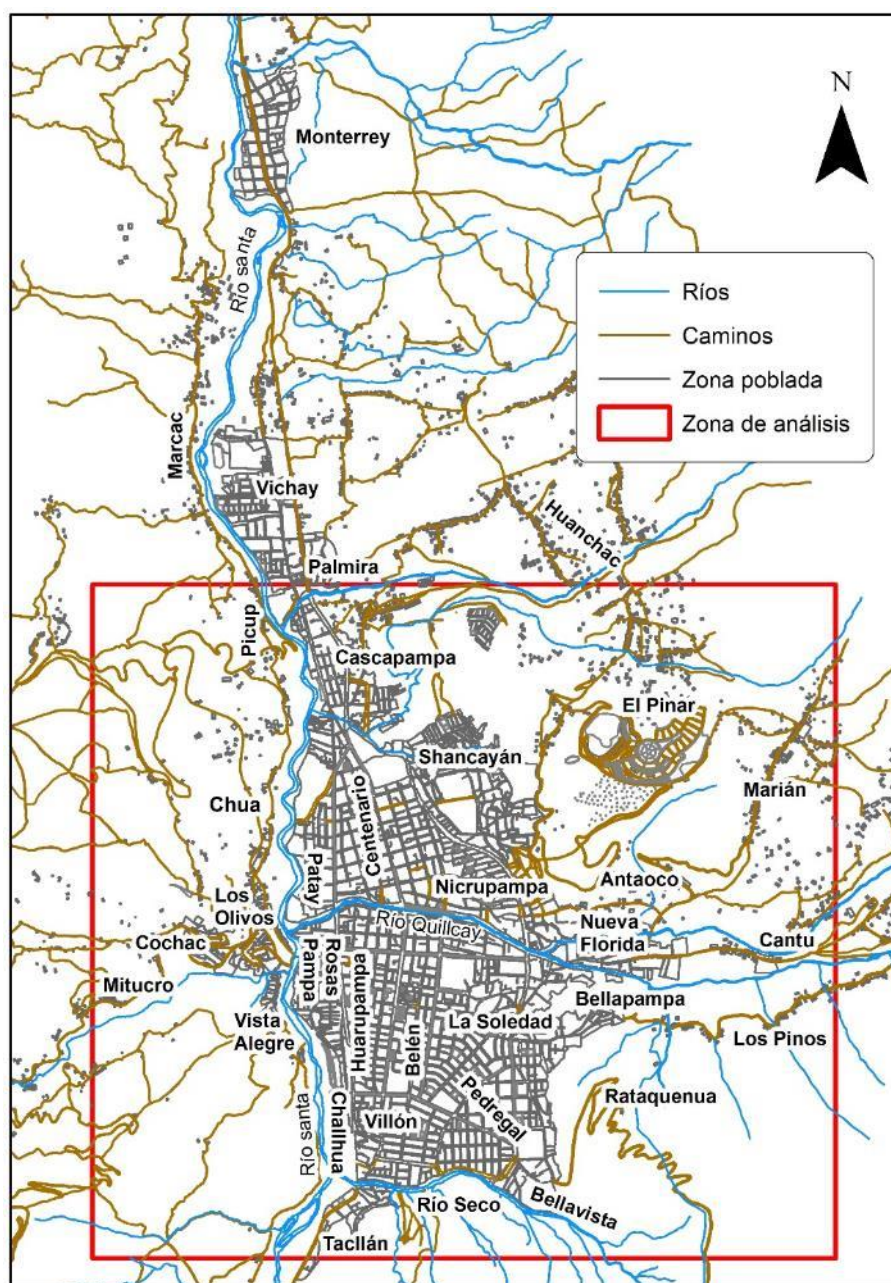 N
Monterrey
Río santa
Ríos
Caminos
Zona poblada
Zona de análisis
Marcac
Vichay
Huanchac
Palmira
Picup
Cascapampa
El Pinar
Shancayán
Marián
Chua
Centenario
Patay
Nicrupampa
Antaoco
Los
Olivos
Río Quillcay
Nueva
Florida
Cochac
Cantu
Rosas
Pampa
Mitucro
Huarupampa
Bellapampa
Vista
Alegre
Belén
La Soledad
Los Pinos
Pedregal
Rataquenua
Río santa
Challhua
Villón
Río Seco
Bellavista
Tacllán